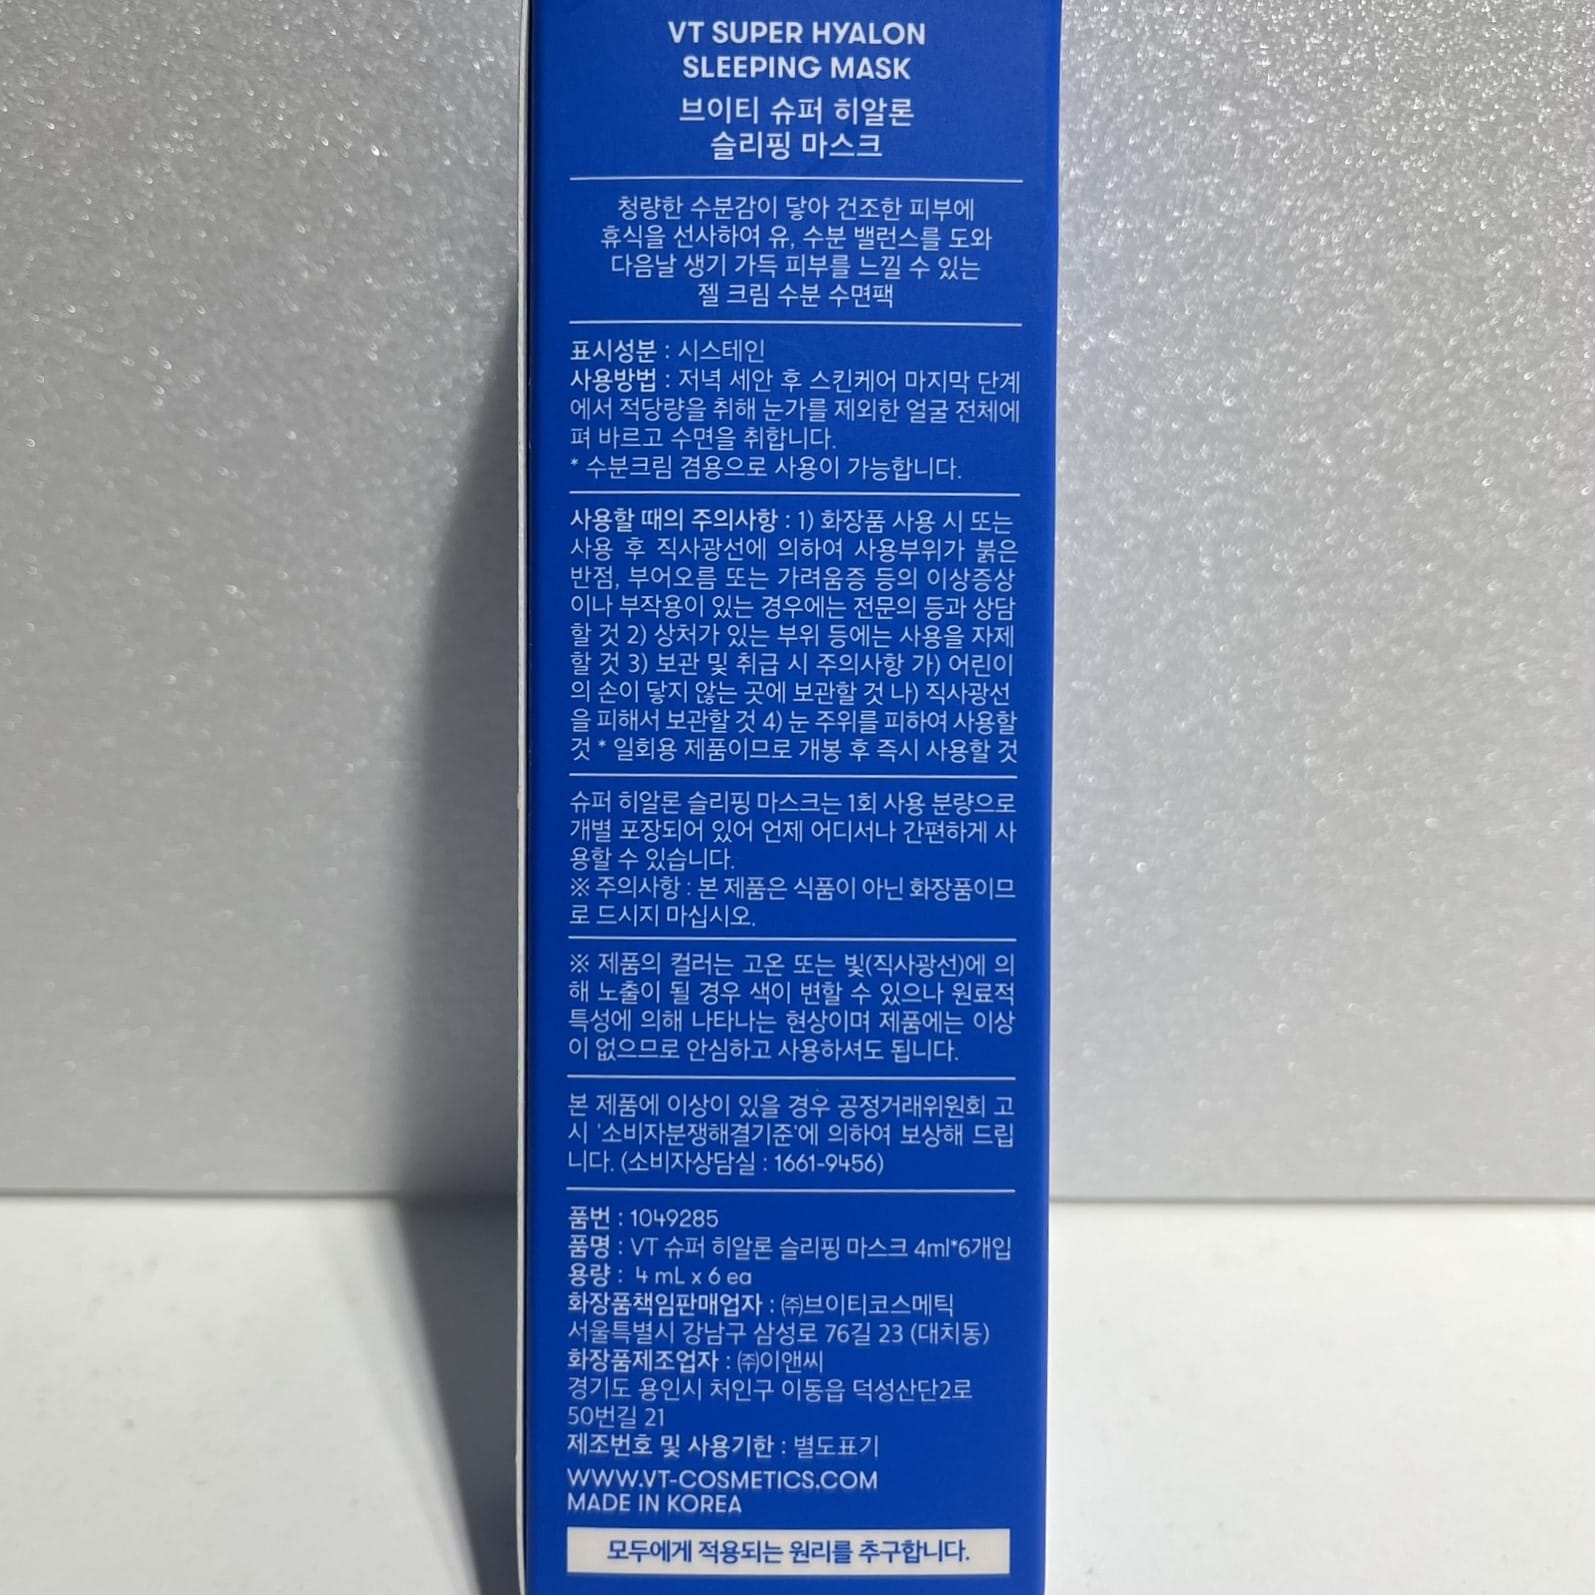 VT SUPER HYALON
SLEEPING MASK
브이티 슈퍼 히알론
슬리핑 마스크
청량한 수분감이 닿아 건조한 피부에
휴식을 선사하여 유, 수분 밸런스를 도와
다음날 생기 가득 피부를 느낄 수 있는
젤 크림 수분 수면팩
표시성분 : 시스테인
사용방법 : 저녁 세안 후 스킨케어 마지막 단계
에서 적당량을 취해 눈가를 제외한 얼굴 전체에
펴 바르고 수면을 취합니다.
* 수분크림 겸용으로 사용이 가능합니다.
사용할 때의 주의사항 : 1) 화장품 사용 시 또는
사용 후 직사광선에 의하여 사용부위가 붉은
반점, 부어오름 또는 가려움증 등의 이상증상
이나 부작용이 있는 경우에는 전문의 등과 상담
할 것 2) 상처가 있는 부위 등에는 사용을 자제
할 것 3) 보관 및 취급 시 주의사항 가) 어린이
의 손이 닿지 않는 곳에 보관할 것 나) 직사광선
을 피해서 보관할 것 4) 눈 주위를 피하여 사용할
것 * 일회용 제품이므로 개봉 후 즉시 사용할 것
슈퍼 히알론 슬리핑 마스크는 1회 사용 분량으로
개별 포장되어 있어 언제 어디서나 간편하게 사
용할 수 있습니다.
※ 주의사항 : 본 제품은 식품이 아닌 화장품이므
로 드시지 마십시오.
※ 제품의 컬러는 고온 또는 빛(직사광선)에 의
해 노출이 될 경우 색이 변할 수 있으나 원료적
특성에 의해 나타나는 현상이며 제품에는 이상
이 없으므로 안심하고 사용하셔도 됩니다.
본 제품에 이상이 있을 경우 공정거래위원회 고
시 '소비자분쟁해결기준'에 의하여 보상해 드립
니다. (소비자상담실 : 1661-9456)
품번 : 1049285
품명 : VT 슈퍼 히알론 슬리핑 마스크 4ml*6개입
용량 : 4 mL x 6 ea
화장품책임판매업자 : ㈜브이티코스메틱
서울특별시 강남구 삼성로 76길 23 (대치동)
화장품제조업자 : ㈜이앤씨
경기도 용인시 처인구 이동읍 덕성산단2로
50번길 21
제조번호 및 사용기한 : 별도표기
WWW.VT-COSMETICS.COM
MADE IN KOREA
모두에게 적용되는 원리를 추구합니다.